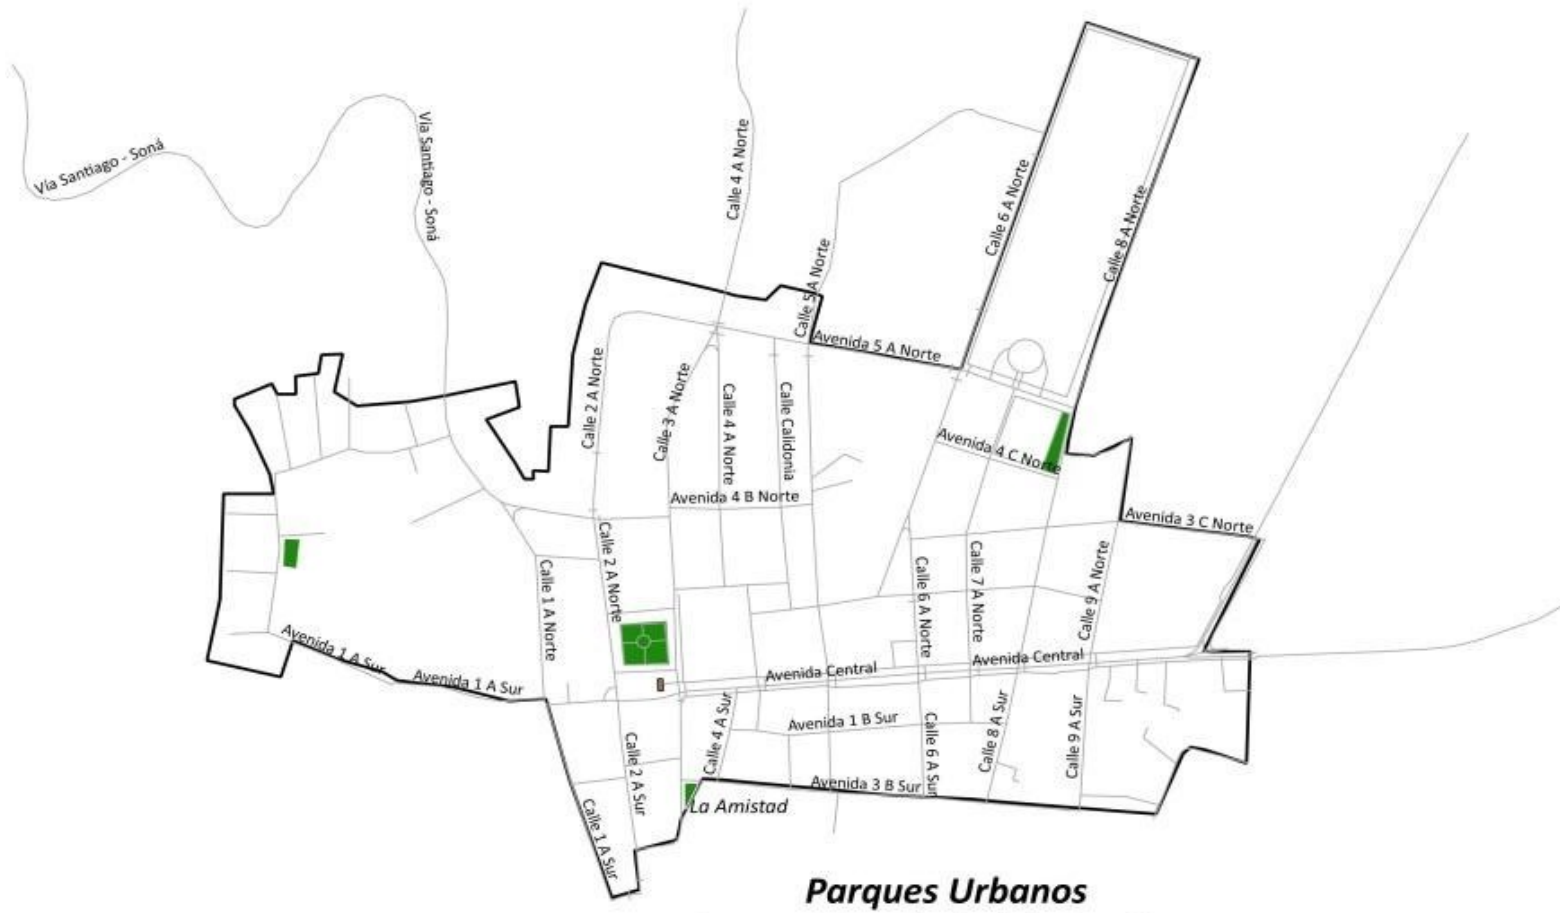 Calle 4 A Norte
Vía Santiago - Soná
Vía Santiago - Soná
Calle 6 A Norte
Calle 8 A Norte
Calle 5 A Norte
Avenida 5 A Norte
Calle 2 A Norte
Calle 3 A Norte
Calle 4 A Norte
Calle Calidonia
Avenida 4 C Norte
Avenida 4 B Norte
Avenida 3 C Norte
Calle 2 A Norte
Calle 1 A Norte
Calle 6 A Norte
Calle 7 A Norte
Calle 9 A Norte
Avenida 1 A Sur
Avenida 1 A Sur
Avenida Central
Avenida Central
Calle 2 A Sur
Calle 4 A Sur
Avenida 1 B Sur
Calle 6 A Sur
Calle 8 A Sur
Calle 9 A Sur
Avenida 3 B Sur
La Amistad
Calle 1 A Sur
Parques Urbanos